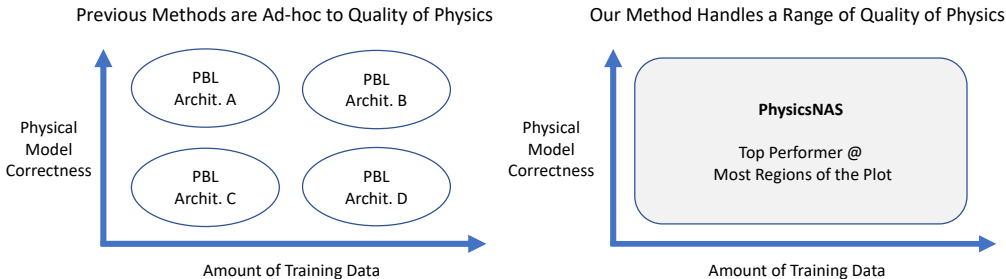 Previous Methods are Ad-hoc to Quality of Physics
Physical
Model
Correctness
PBL
Archit. A
PBL
Archit. B
PBL
Archit. C
PBL
Archit. D
Amount of Training Data
Our Method Handles a Range of Quality of Physics
Physical
Model
Correctness
PhysicsNAS
Top Performer @
Most Regions of the Plot
Amount of Training Data